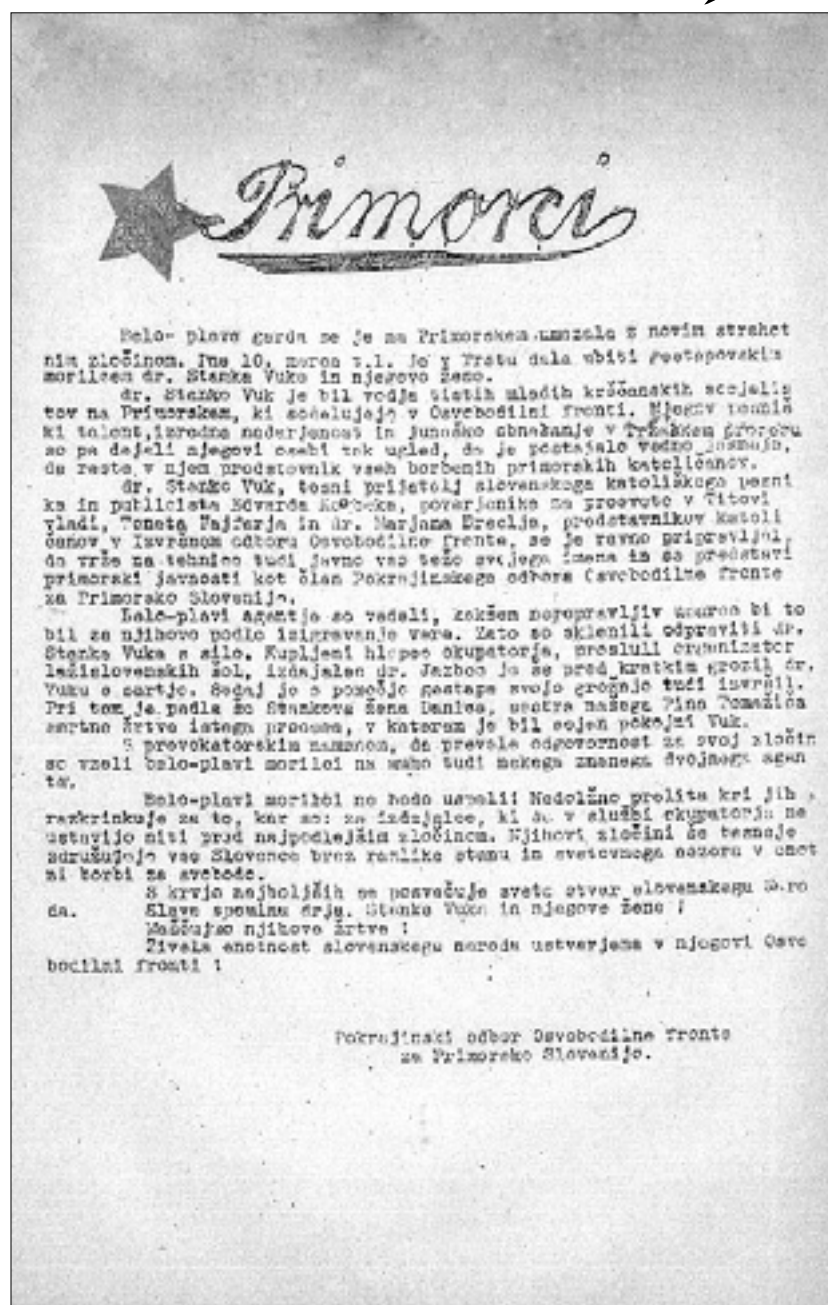 Primorci
Belo-plava garda se je na Primorskem umazala z novim strahot
nim zločinom. Dne 10. marca t.l. je v Trstu dala ubiti gestapovskim
morilcem dr. Stanka Vuka in njegovo ženo.
dr. Stanko Vuk je bil vodja tistih mladih krščanskih socjalis
tov na Primorskem, ki sodelujejo v Osvobodilni fronti. Njegov pesniš
ki talent, izredna nadarjenost in junaško obnašanje v Tržaškem procesu
so pa dajali njegovi osebi tak ugled, da je postajalo vedno jasneje,
da raste v njem predstavnik vseh borbenih primorskih katoličanov.
dr. Stanko Vuk, tesni prijatelj slovenskega katoliškega pesni
ka in publicista Edvarda Kocbeka, poverjenika za prosveto v Titovi
vladi, Toneta Fajfarja in dr. Marjana Breclja, predstavnikov katoli
čanov v Izvršnem odboru Osvobodilne fronte, se je ravno pripravljal,
da vrže na tehnico tudi javno vso težo svojega imena in se predstavi
primorski javnosti kot član Pokrajinskega odbora Osvobodilne fronte
za Primorsko Slovenijo.
Belo-plavi agentje so vedeli, kakšen nepopravljiv udarec bi to
bil za njihovo podlo izigravanje vere. Zato so sklenili odpraviti dr.
Stanka Vuka s silo. Kupljeni hlapec okupatorja, prosluli organizator
lažislovenskih šol, izdajalec dr. Jazbec je še pred kratkim grozil dr.
Vuku s smrtjo. Sedaj je s pomočjo gestapa svojo grožnjo tudi izvršil.
Pri tem je padla še Stankova žena Danica, sestra našega Pina Tomažiča
smrtne žrtve istega procesa, v katerem je bil sojen pokojni Vuk.
S provokatorskim namenom, da prevale odgovornost za svoj zločin
so vzeli belo-plavi morilci na muho tudi nekega znanega dvojnega agen
ta.
Belo-plavi morilci ne bodo uspeli! Nedolžno prelita kri jih
razkrinkuje za to, kar so: za izdajalce, ki se v službi okupatorja ne
ustavijo niti pred najpodlejšim zločinom. Njihovi zločini še tesneje
združujejo vse Slovence brez razlike stanu in svetovnega nazora v enot
ni borbi za svobodo.
S krvjo najboljših se posvečuje sveta stvar slovenskega naro
da. Slava spominu drja. Stanka Vuka in njegove žene !
Maščujmo njihove žrtve !
Živela enotnost slovenskega naroda ustvarjena v njegovi Osvo
bodilni fronti !
Pokrajinski odbor Osvobodilne fronte
za Primorsko Slovenijo.